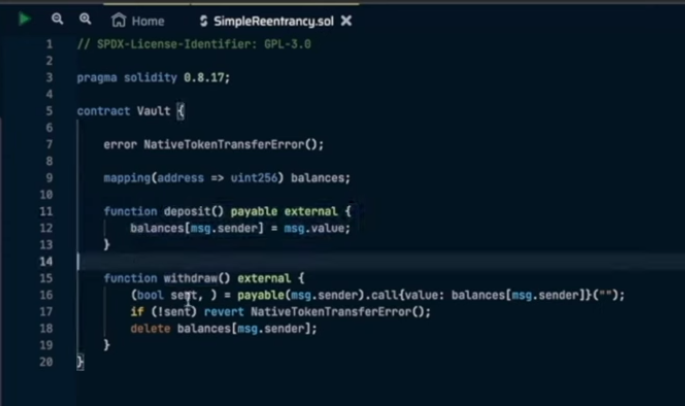 Home SimpleReentrancy.sol
1 // SPDX-License-Identifier: GPL-3.0
2
3 pragma solidity 0.8.17;
4
5 contract Vault {
6
7 error NativeTokenTransferError();
8
9 mapping(address => uint256) balances;
10
11 function deposit() payable external {
12 balances[msg.sender] = msg.value;
13 }
14
15 function withdraw() external {
16 (bool sent, ) = payable(msg.sender).call{value: balances[msg.sender]}("");
17 if (!sent) revert NativeTokenTransferError();
18 delete balances[msg.sender];
19 }
20 }